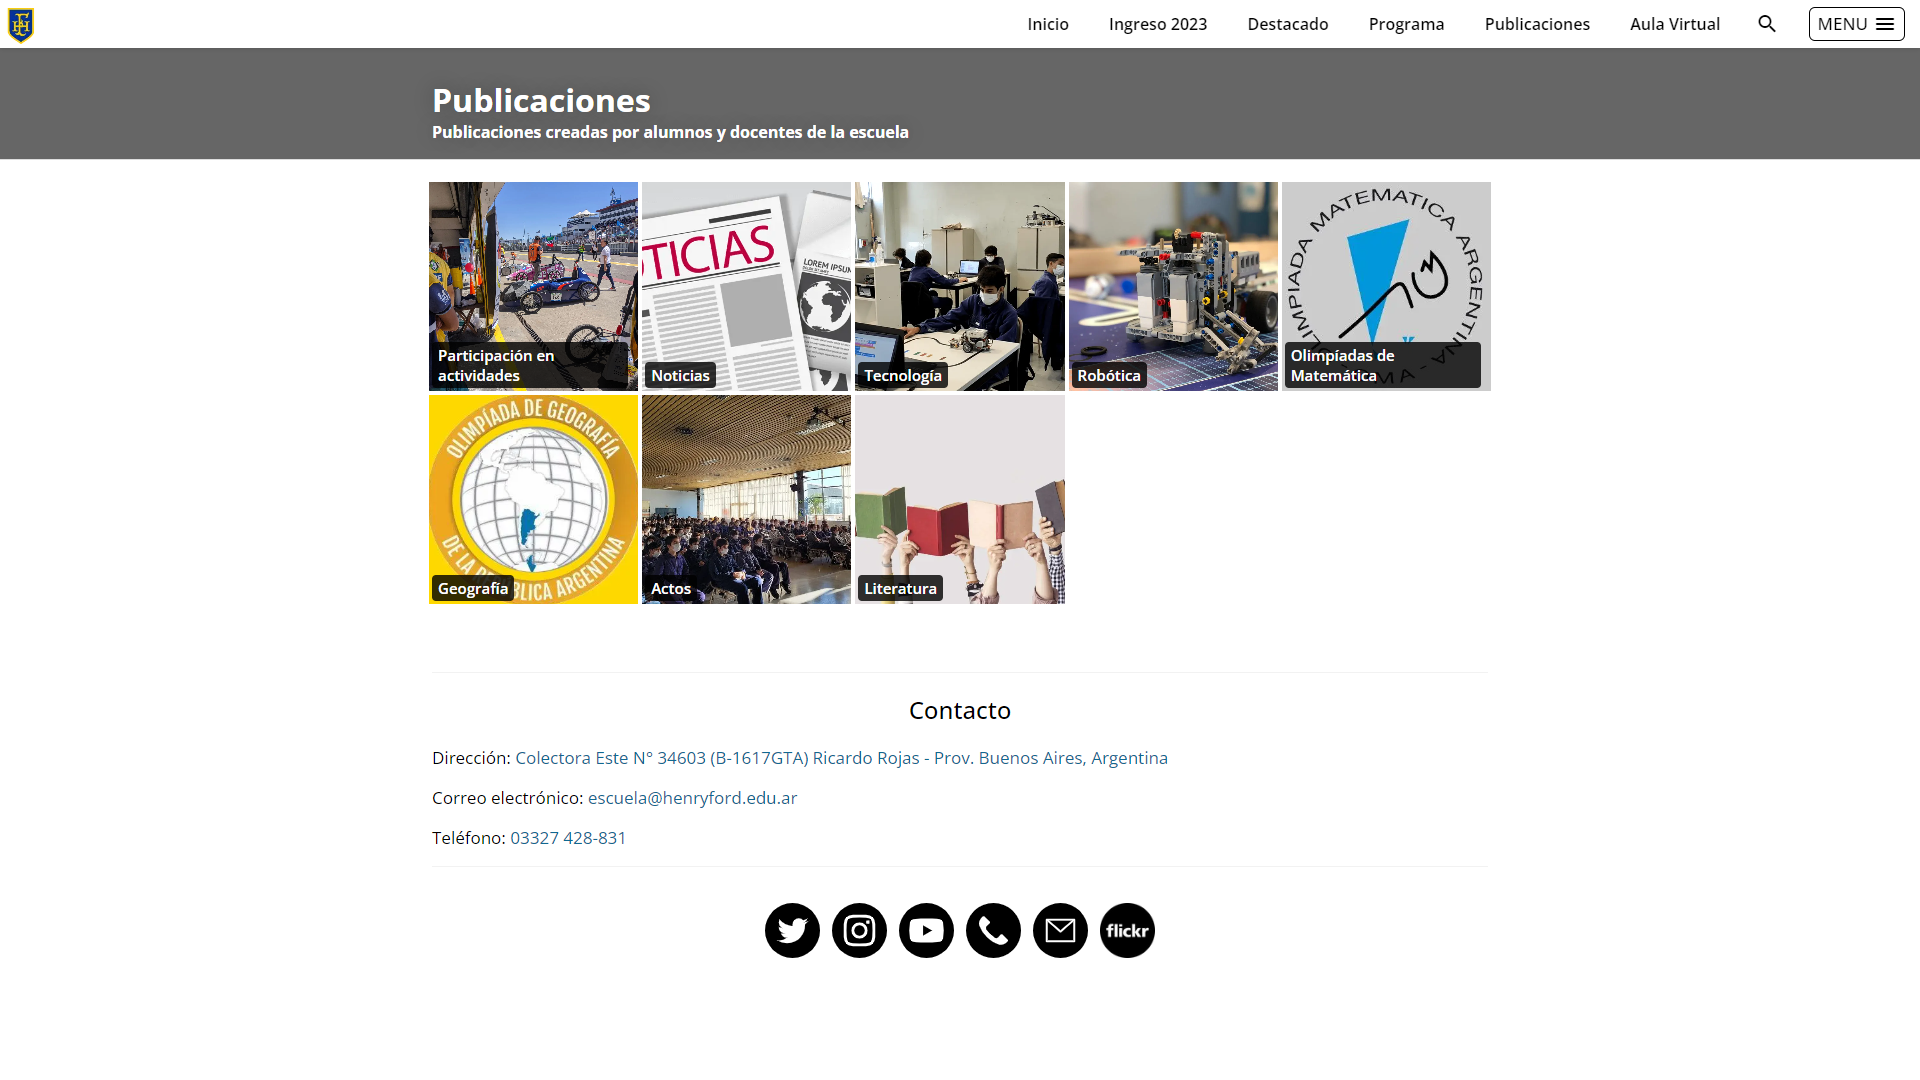 Inicio
Ingreso 2023
Destacado
Programa
Publicaciones
Aula Virtual
MENU
Publicaciones
Publicaciones creadas por alumnos y docentes de la escuela
Participación en
actividades
TICIAS
LOREM IPSUM
Noticias
Tecnología
Robótica
LIMPIADA MATEMATICA ARGENTINA
OMA
Olimpíadas de
Matemática
OLIMPÍADA DE GEOGRAFÍA
DE LA REPÚBLICA ARGENTINA
Geografía
Actos
Literatura
Contacto
Dirección: Colectora Este N° 34603 (B-1617GTA) Ricardo Rojas - Prov. Buenos Aires, Argentina
Correo electrónico: escuela@henryford.edu.ar
Teléfono: 03327 428-831
flickr